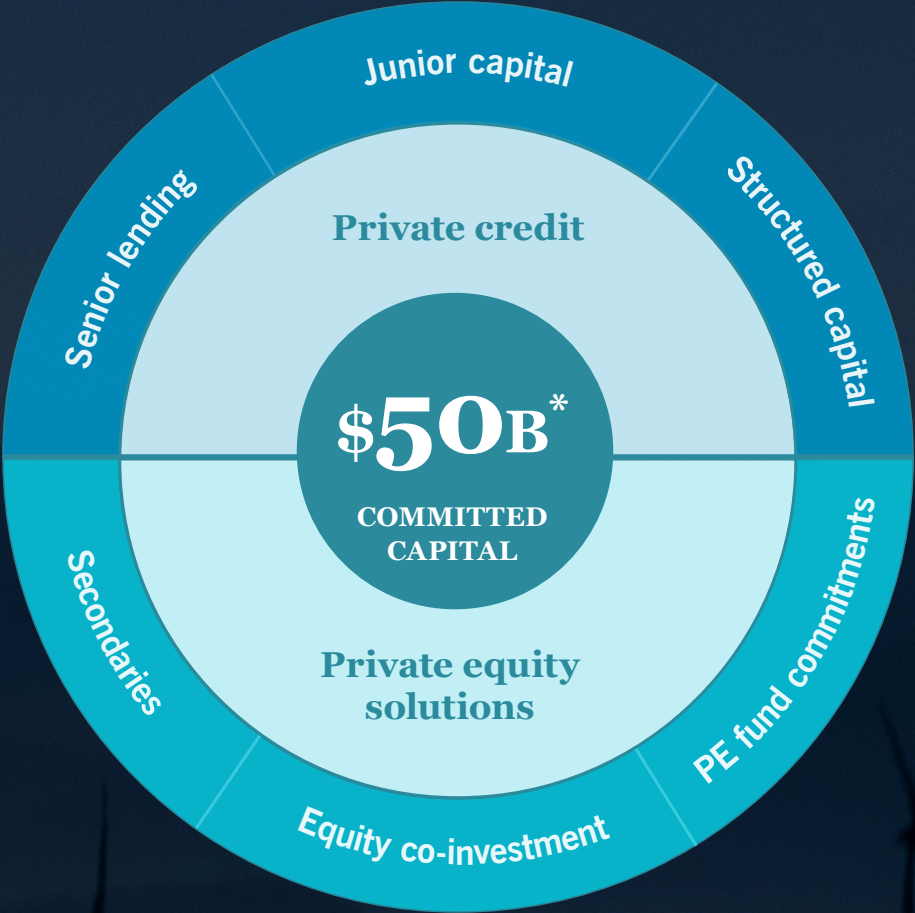 Junior capital
Senior lending
Structured capital
Private credit
$50B*
COMMITTED
CAPITAL
Private equity
solutions
Secondaries
PE fund commitments
Equity co-investment